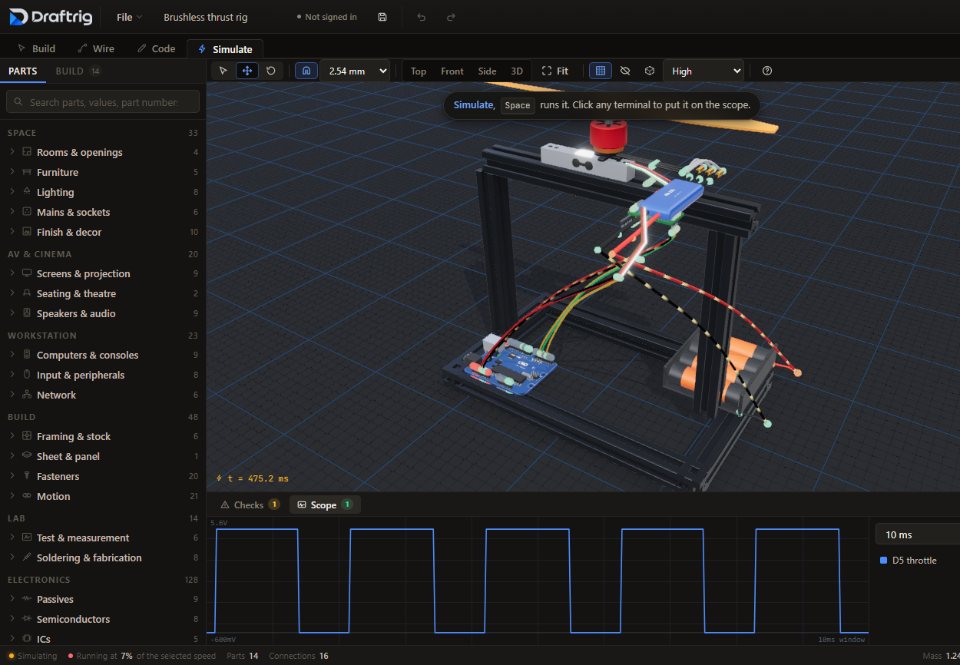 Draftrig
File
Brushless thrust rig
Not signed in
Build
Wire
Code
Simulate
PARTS
BUILD 14
2.54 mm
Top
Front
Side
3D
Fit
High
Search parts, values, part number:
Simulate, Space runs it. Click any terminal to put it on the scope.
SPACE 33
Rooms & openings 4
Furniture 7
Lighting 8
Mains & sockets 6
Finish & decor 10
AV & CINEMA 20
Screens & projection 9
Seating & theatre 2
Speakers & audio 9
WORKSTATION 23
Computers & consoles 9
Input & peripherals 8
Network 6
BUILD 48
Framing & stock 6
Sheet & panel 1
Fasteners 20
Motion 21
LAB 14
Test & measurement 6
Soldering & fabrication 8
ELECTRONICS 128
Passives 9
Semiconductors 8
ICs 5
t = 475.2 ms
Checks 1
Scope 1
5.6V
-600mV
10ms window
10 ms
D5 throttle
Simulating
Running at 7% of the selected speed
Parts 14
Connections 16
Mass 1.24